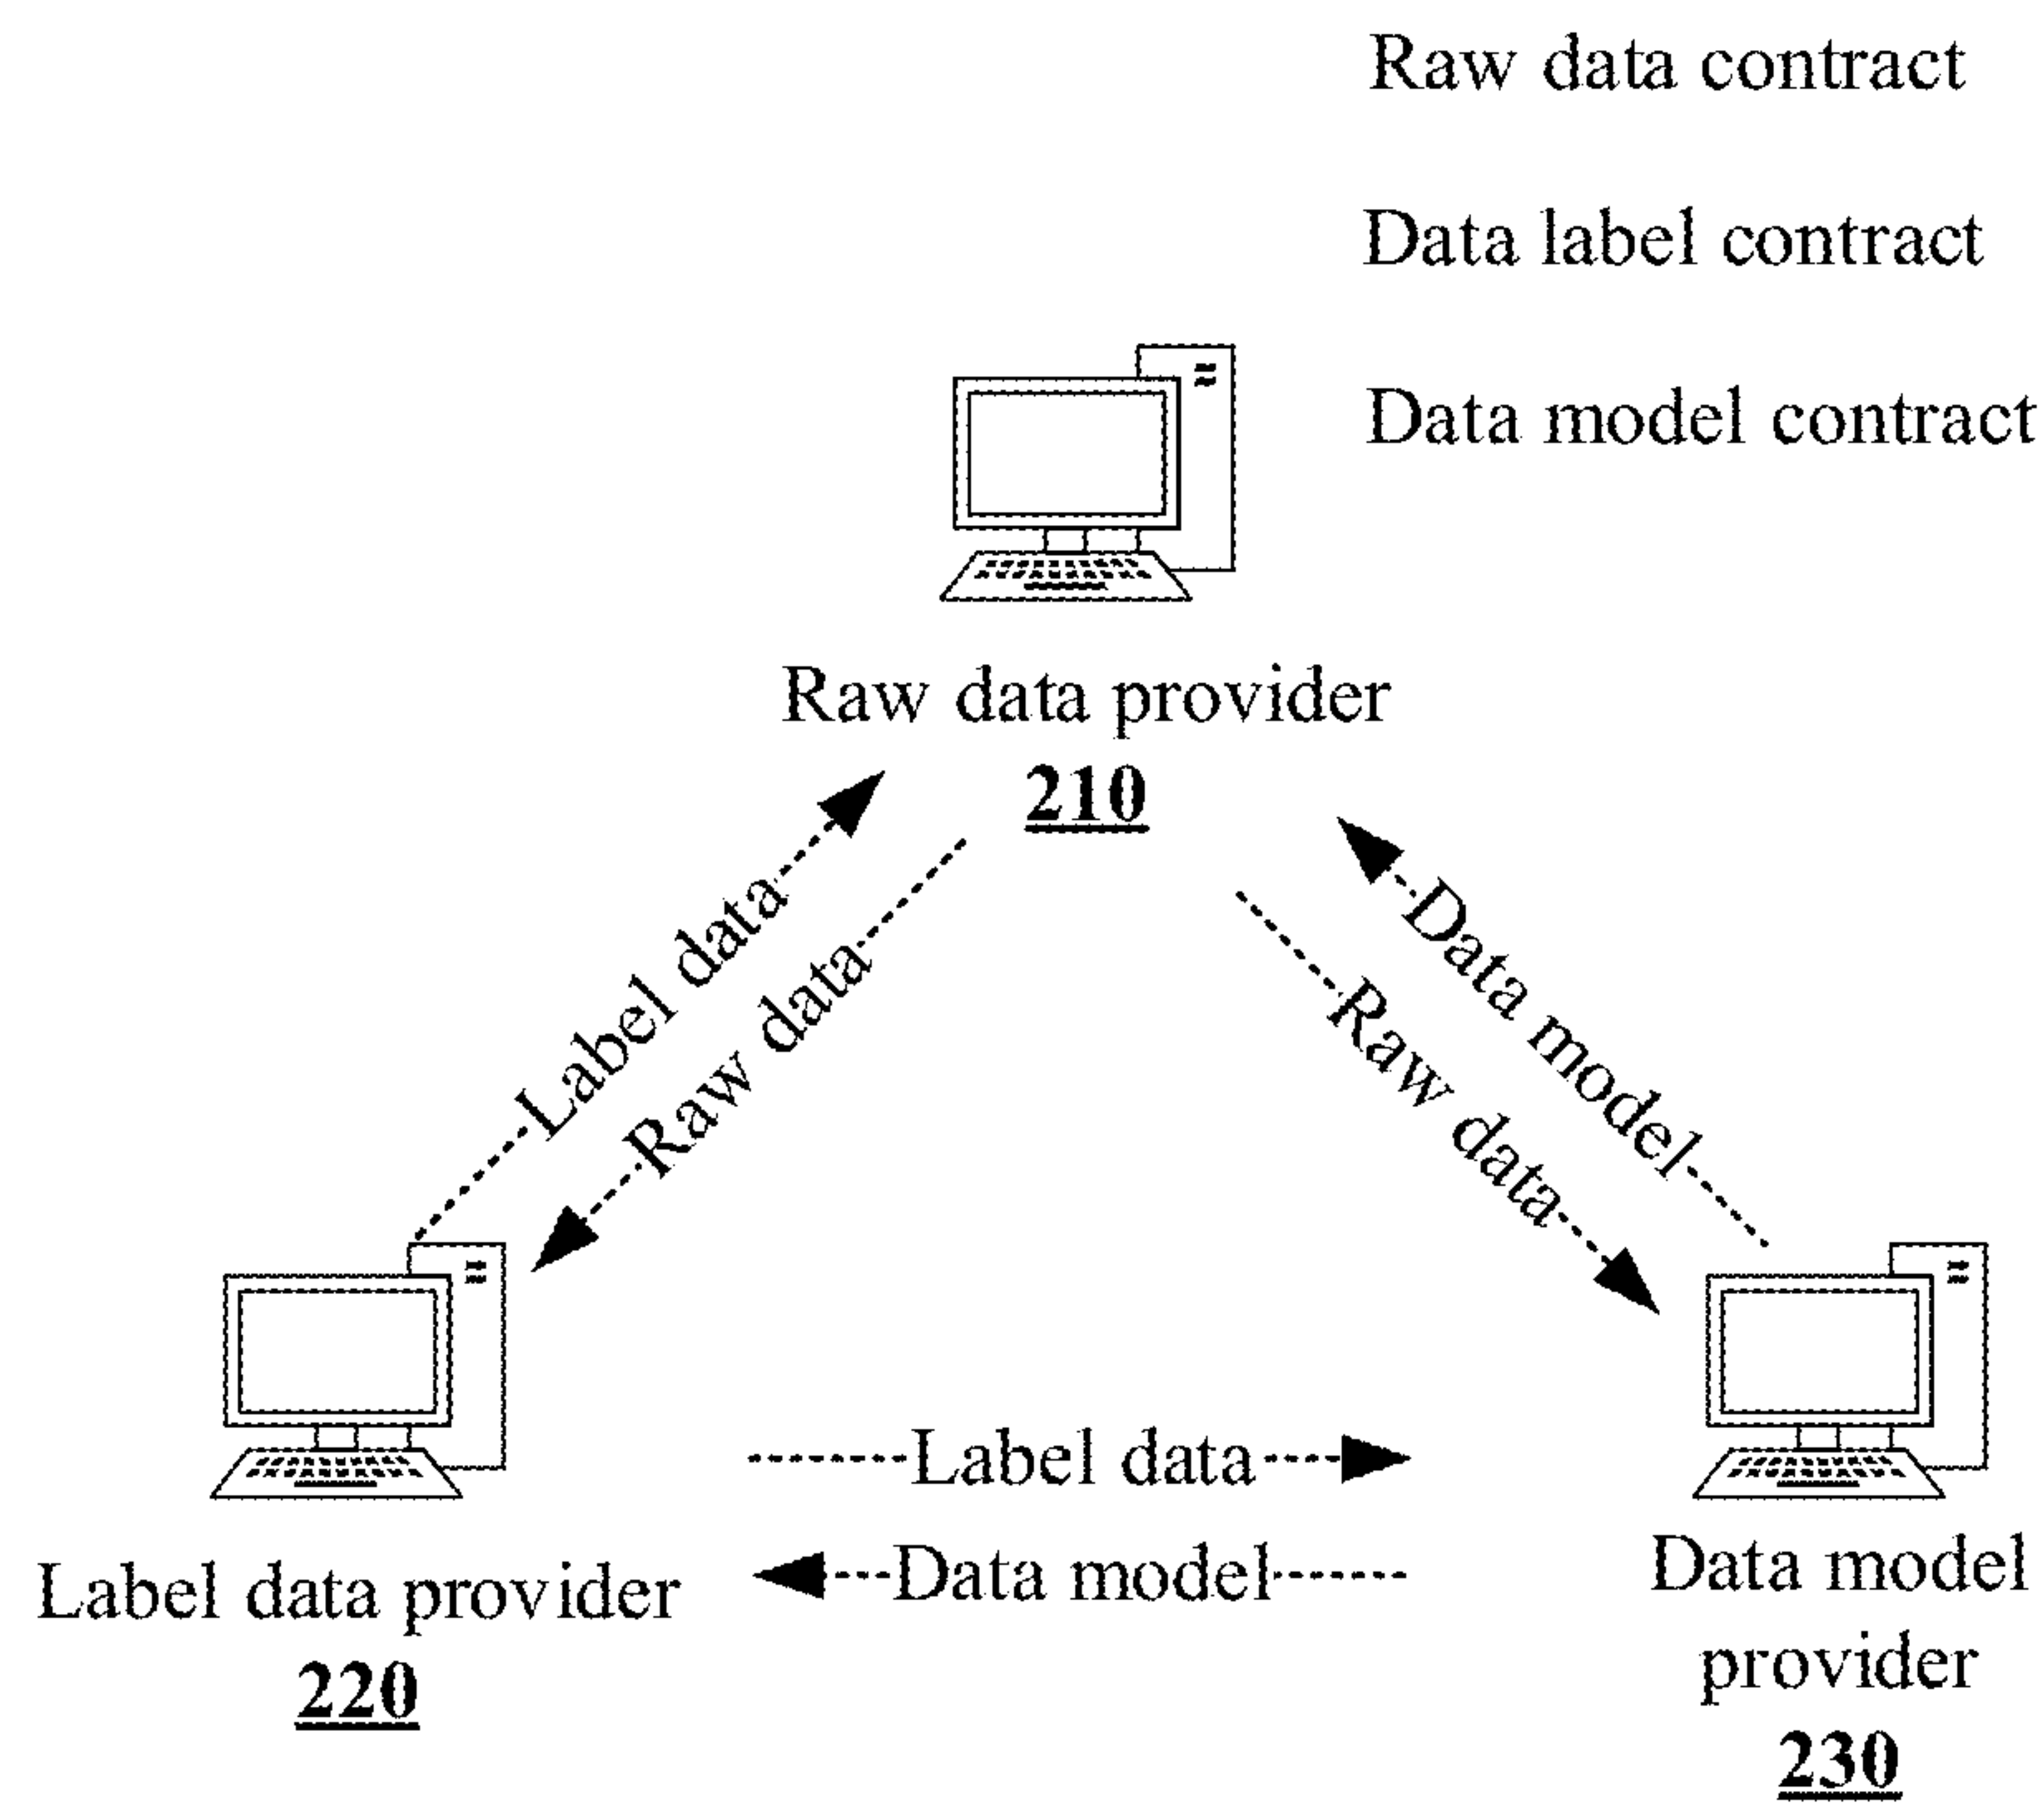 Raw data contract
Data label contract
Data model contract
Raw data provider
210
Label data
Raw data
Data model
Raw data
Label data
Data model
Label data provider
220
Data model
provider
230